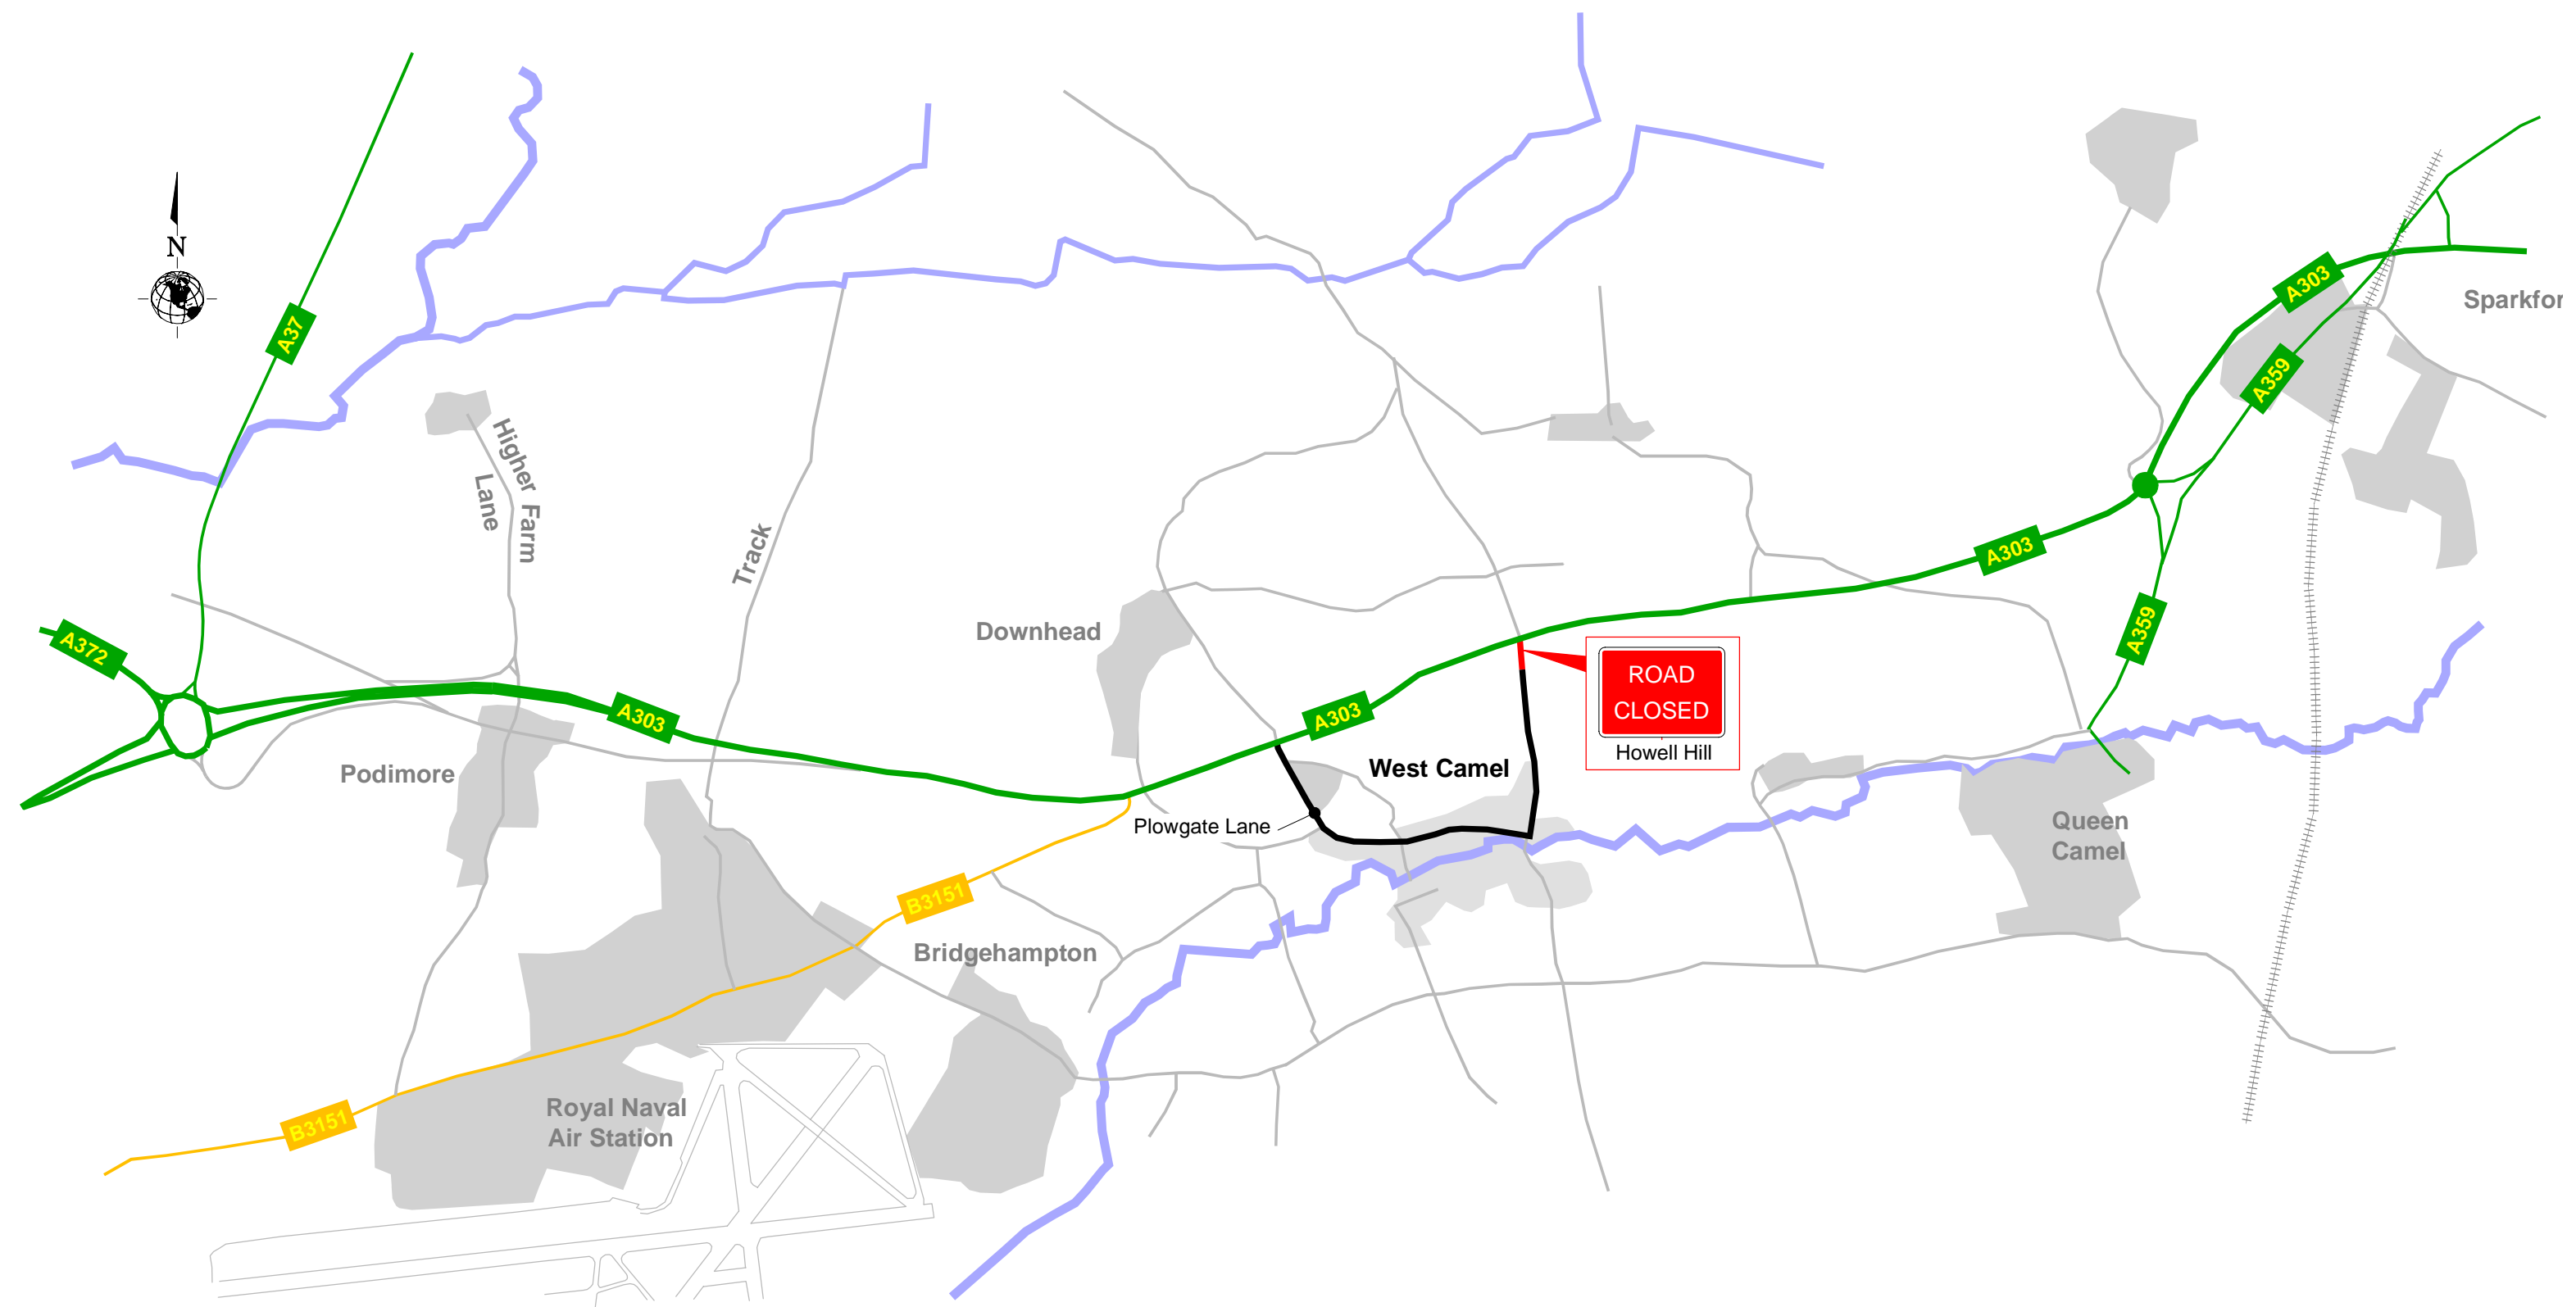 N
A37
A303
Sparkfor
A359
Higher Farm
Lane
Track
A303
A359
Downhead
A372
ROAD
CLOSED
Howell Hill
A303
A303
Podimore
West Camel
Plowgate Lane
Queen
Camel
B3151
Bridgehampton
Royal Naval
Air Station
B3151